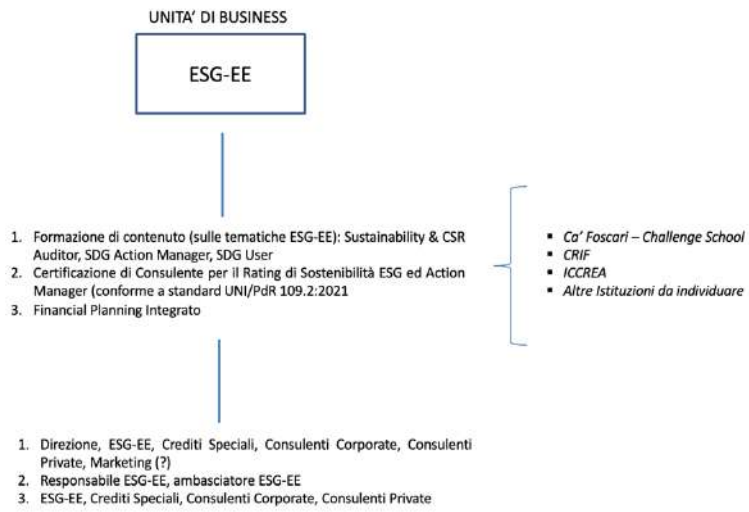 UNITA' DI BUSINESS
ESG-EE
1. Formazione di contenuto (sulle tematiche ESG-EE): Sustainability & CSR
Auditor, SDG Action Manager, SDG User
2. Certificazione di Consulente per il Rating di Sostenibilità ESG ed Action
Manager (conforme a standard UNI/PdR 109.2:2021
3. Financial Planning Integrato
▪ Ca' Foscari – Challenge School
▪ CRIF
▪ ICCREA
▪ Altre Istituzioni da individuare
1. Direzione, ESG-EE, Crediti Speciali, Consulenti Corporate, Consulenti
Private, Marketing (?)
2. Responsabile ESG-EE, ambasciatore ESG-EE
3. ESG-EE, Crediti Speciali, Consulenti Corporate, Consulenti Private